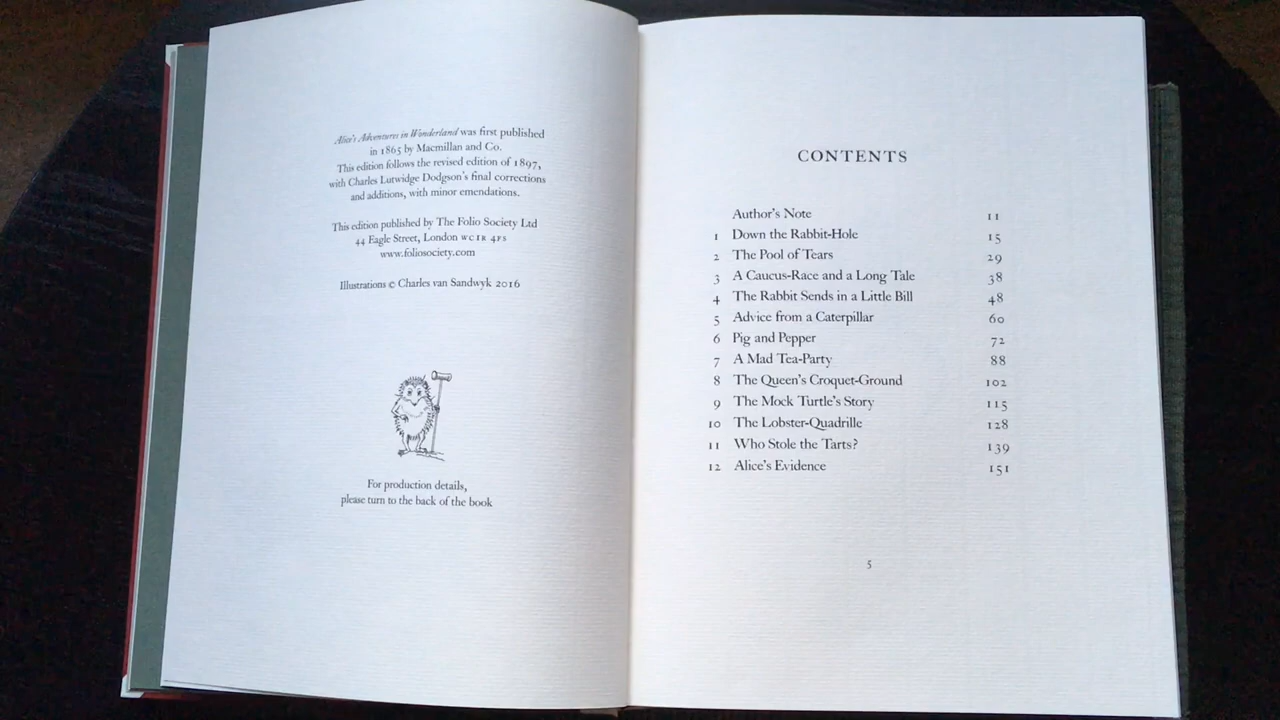 Alice's Adventures in Wonderland was first published
in 1865 by Macmillan and Co.
This edition follows the revised edition of 1897,
with Charles Lutwidge Dodgson's final corrections
and additions, with minor emendations.
This edition published by The Folio Society Ltd
44 Eagle Street, London WC1R 4FS
www.foliosociety.com
Illustrations © Charles van Sandwyk 2016
For production details,
please turn to the back of the book
CONTENTS
Author's Note 11
1 Down the Rabbit-Hole 15
2 The Pool of Tears 29
3 A Caucus-Race and a Long Tale 38
4 The Rabbit Sends in a Little Bill 48
5 Advice from a Caterpillar 60
6 Pig and Pepper 72
7 A Mad Tea-Party 88
8 The Queen's Croquet-Ground 102
9 The Mock Turtle's Story 115
10 The Lobster-Quadrille 128
11 Who Stole the Tarts? 139
12 Alice's Evidence 151
5